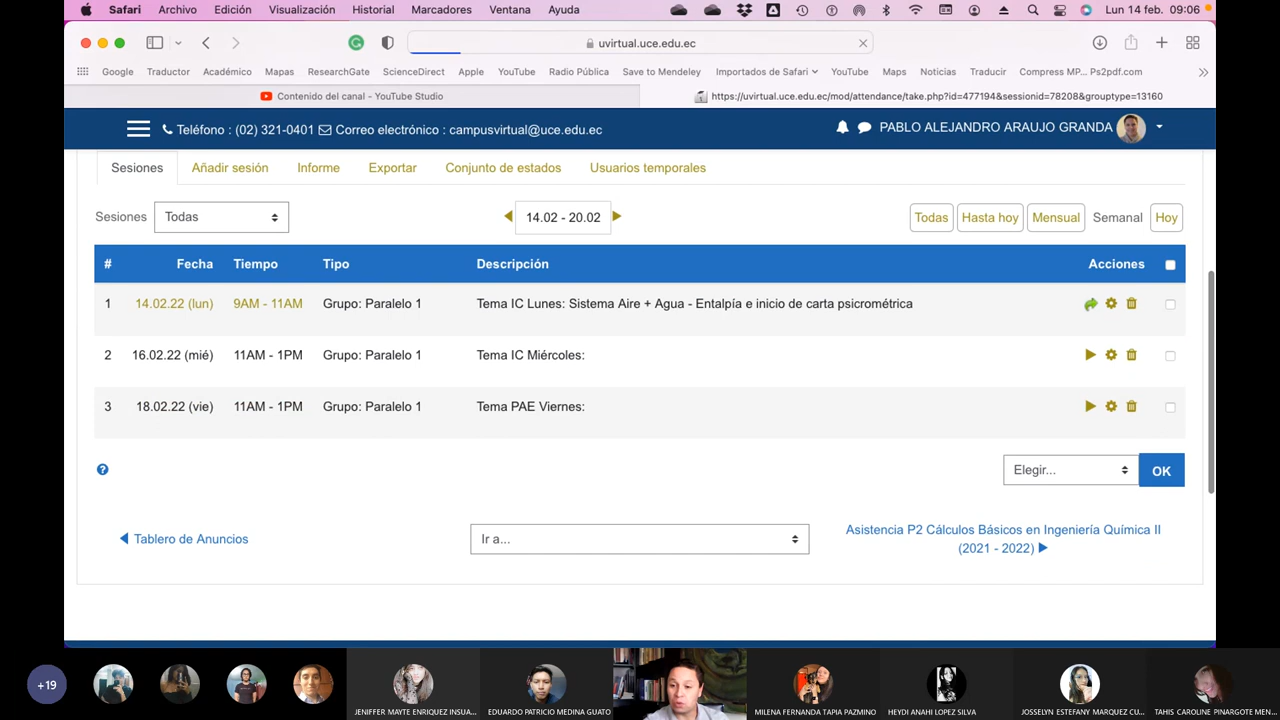 Safari Archivo Edición Visualización Historial Marcadores Ventana Ayuda Lun 14 feb. 09:06
uvirtual.uce.edu.ec
Google Traductor Académico Mapas ResearchGate ScienceDirect Apple YouTube Radio Pública Save to Mendeley Importados de Safari YouTube Maps Noticias Traducir Compress MP... Ps2pdf.com
Contenido del canal - YouTube Studio https://uvirtual.uce.edu.ec/mod/attendance/take.php?id=477194&sessionid=78208&grouptype=13160
Teléfono : (02) 321-0401 Correo electrónico : campusvirtual@uce.edu.ec PABLO ALEJANDRO ARAUJO GRANDA
Sesiones Añadir sesión Informe Exportar Conjunto de estados Usuarios temporales
Sesiones Todas 14.02 - 20.02 Todas Hasta hoy Mensual Semanal Hoy
# Fecha Tiempo Tipo Descripción Acciones
1 14.02.22 (lun) 9AM - 11AM Grupo: Paralelo 1 Tema IC Lunes: Sistema Aire + Agua - Entalpía e inicio de carta psicrométrica
2 16.02.22 (mié) 11AM - 1PM Grupo: Paralelo 1 Tema IC Miércoles:
3 18.02.22 (vie) 11AM - 1PM Grupo: Paralelo 1 Tema PAE Viernes:
? Elegir... OK
Tablero de Anuncios Ir a... Asistencia P2 Cálculos Básicos en Ingeniería Química II
(2021 - 2022)
+19 JENIFFER MAYTE ENRIQUEZ INSUA... EDUARDO PATRICIO MEDINA GUATO MILENA FERNANDA TAPIA PAZMINO HEYDI ANAHI LOPEZ SILVA JOSSELYN ESTEFANY MARQUEZ CU... TAHIS CAROLINE PINARGOTE MEN...